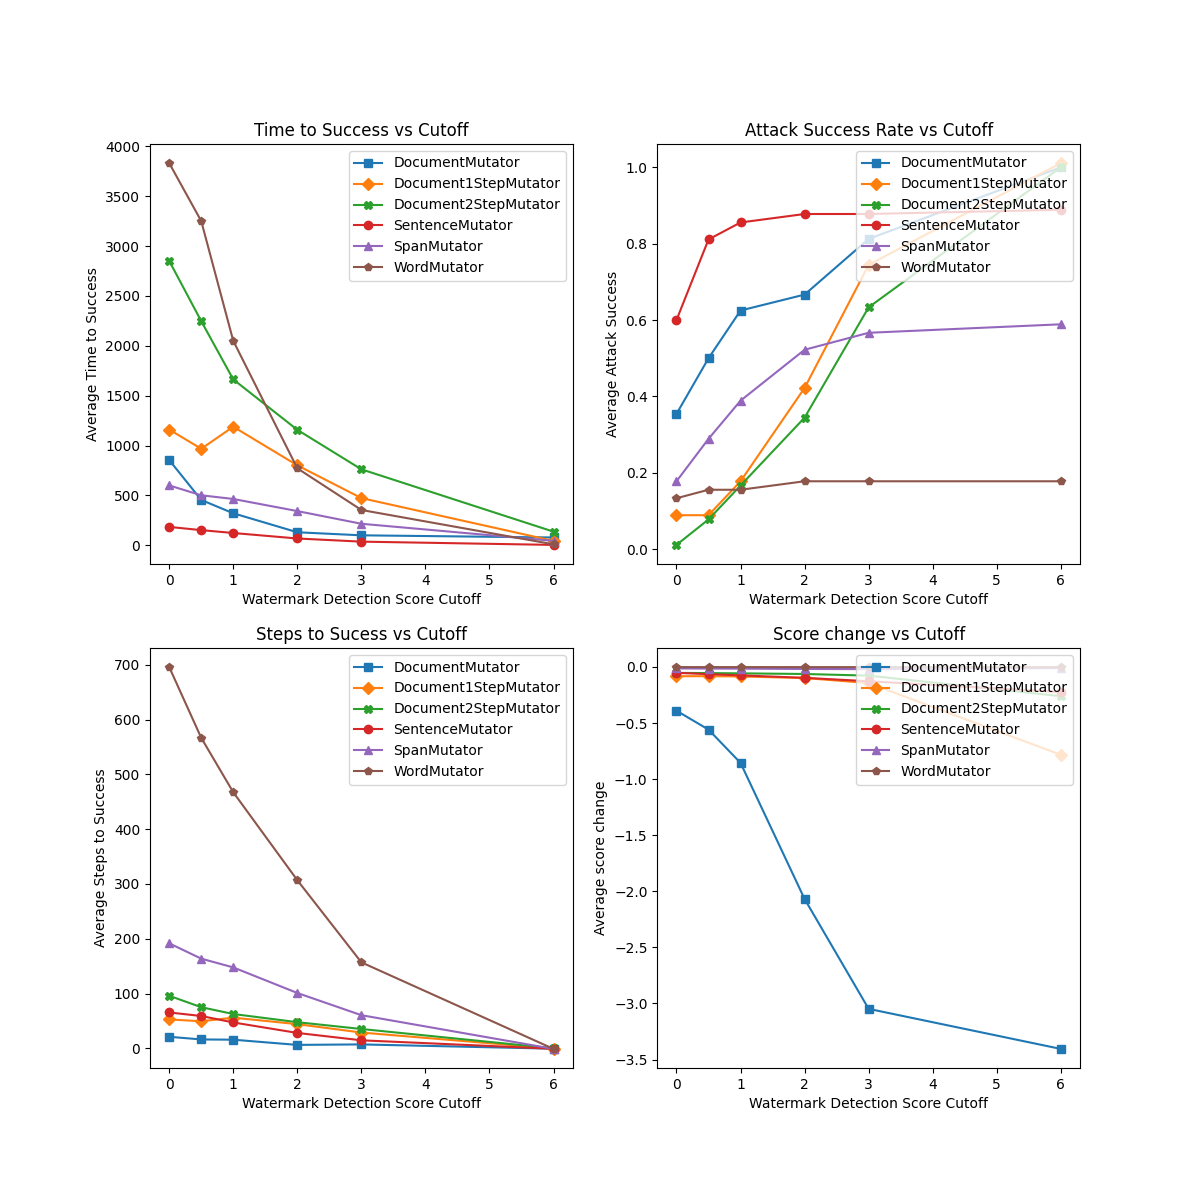 Time to Success vs Cutoff
Average Time to Success
4000
3500
3000
2500
2000
1500
1000
500
0
DocumentMutator
Document1StepMutator
Document2StepMutator
SentenceMutator
SpanMutator
WordMutator
0 1 2 3 4 5 6
Watermark Detection Score Cutoff
Attack Success Rate vs Cutoff
Average Attack Success
1.0
0.8
0.6
0.4
0.2
0.0
DocumentMutator
Document1StepMutator
Document2StepMutator
SentenceMutator
SpanMutator
WordMutator
0 1 2 3 4 5 6
Watermark Detection Score Cutoff
Steps to Sucess vs Cutoff
Average Steps to Success
700
600
500
400
300
200
100
0
DocumentMutator
Document1StepMutator
Document2StepMutator
SentenceMutator
SpanMutator
WordMutator
0 1 2 3 4 5 6
Watermark Detection Score Cutoff
Score change vs Cutoff
Average score change
0.0
−0.5
−1.0
−1.5
−2.0
−2.5
−3.0
−3.5
DocumentMutator
Document1StepMutator
Document2StepMutator
SentenceMutator
SpanMutator
WordMutator
0 1 2 3 4 5 6
Watermark Detection Score Cutoff